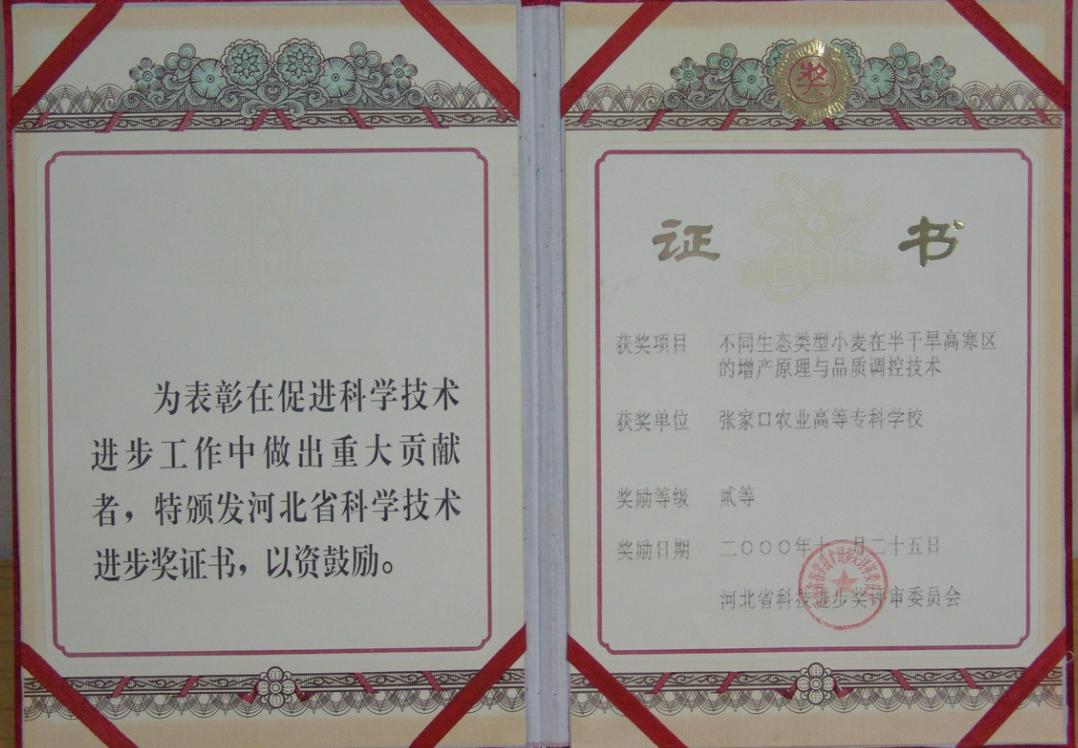 为表彰在促进科学技术
进步工作中做出重大贡献
者，特颁发河北省科学技术
进步奖证书，以资鼓励。
奖
证书
获奖项目 不同生态类型小麦在半干旱高寒区
的增产原理与品质调控技术
获奖单位 张家口农业高等专科学校
奖励等级 贰等
奖励日期 二〇〇〇年十月二十五日
河北省科技进步奖评审委员会